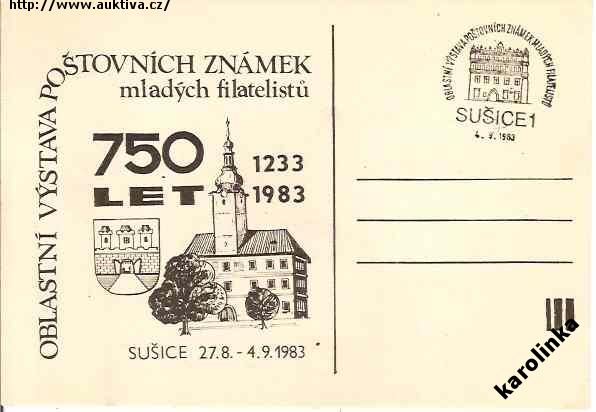 http://www.auktiva.cz/
OBLASTNÍ VÝSTAVA POŠTOVNÍCH ZNÁMEK
mladých filatelistů
750 1233
LET 1983
SUŠICE 27.8. - 4.9.1983
OBLASTNÍ VÝSTAVA POŠTOVNÍCH ZNÁMEK MLADÝCH FILATELISTŮ
SUŠICE 1
4. 9. 1983
karolinka